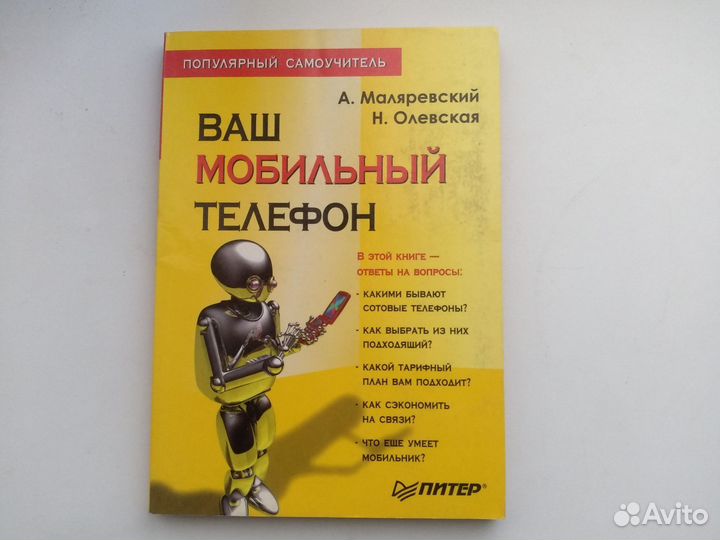 ПОПУЛЯРНЫЙ САМОУЧИТЕЛЬ
А. Маляревский
Н. Олевская
ВАШ
МОБИЛЬНЫЙ
ТЕЛЕФОН
В ЭТОЙ КНИГЕ —
ОТВЕТЫ НА ВОПРОСЫ:
- КАКИМИ БЫВАЮТ
СОТОВЫЕ ТЕЛЕФОНЫ?
- КАК ВЫБРАТЬ ИЗ НИХ
ПОДХОДЯЩИЙ?
- КАКОЙ ТАРИФНЫЙ
ПЛАН ВАМ ПОДХОДИТ?
- КАК СЭКОНОМИТЬ
НА СВЯЗИ?
- ЧТО ЕЩЕ УМЕЕТ
МОБИЛЬНИК?
ПИТЕР®
Avito